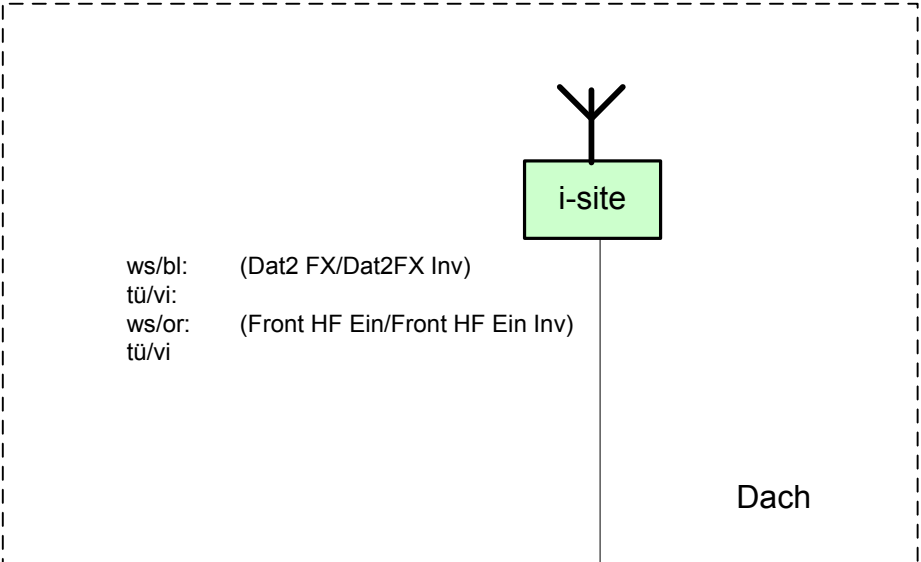 i-site
ws/bl: (Dat2 FX/Dat2FX Inv)
tü/vi:
ws/or: (Front HF Ein/Front HF Ein Inv)
tü/vi
Dach